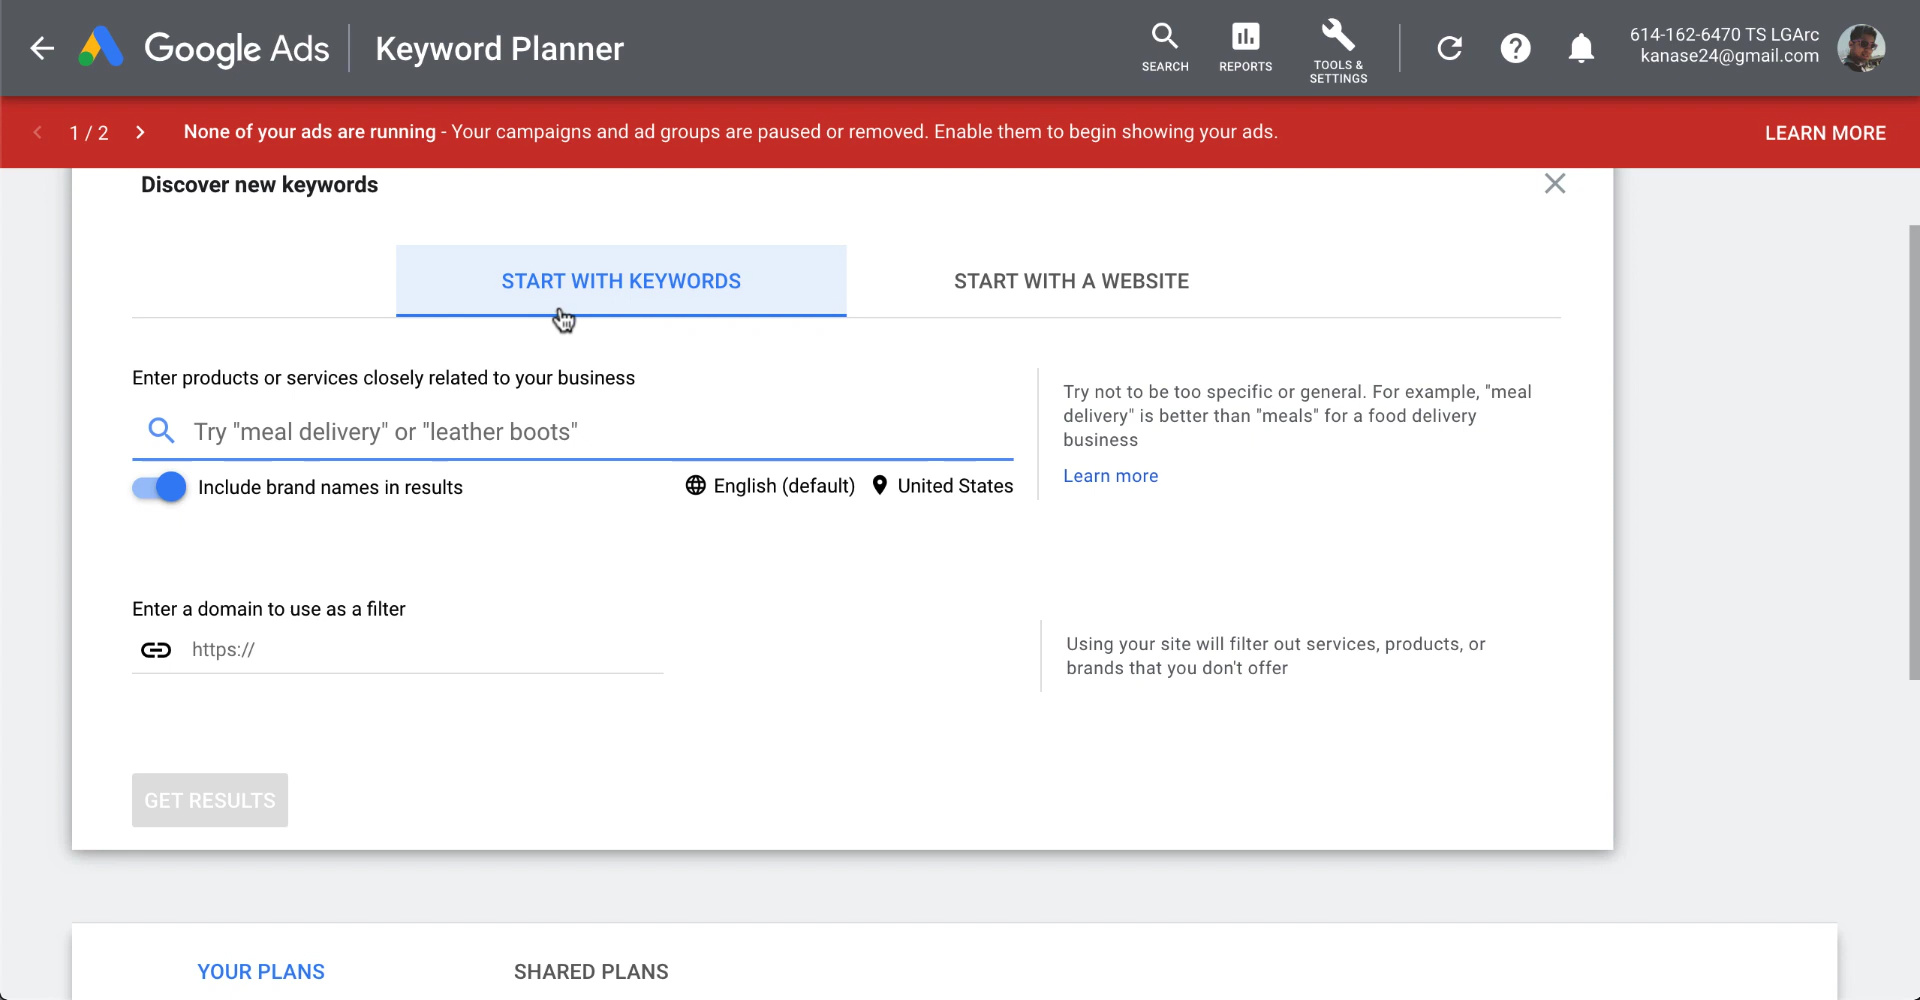 Google Ads
Keyword Planner
SEARCH
REPORTS
TOOLS &
SETTINGS
614-162-6470 TS LGArc
kanase24@gmail.com
1 / 2
None of your ads are running - Your campaigns and ad groups are paused or removed. Enable them to begin showing your ads.
LEARN MORE
Discover new keywords
START WITH KEYWORDS
START WITH A WEBSITE
Enter products or services closely related to your business
Try "meal delivery" or "leather boots"
Include brand names in results
English (default)
United States
Try not to be too specific or general. For example, "meal
delivery" is better than "meals" for a food delivery
business
Learn more
Enter a domain to use as a filter
https://
Using your site will filter out services, products, or
brands that you don't offer
GET RESULTS
YOUR PLANS
SHARED PLANS